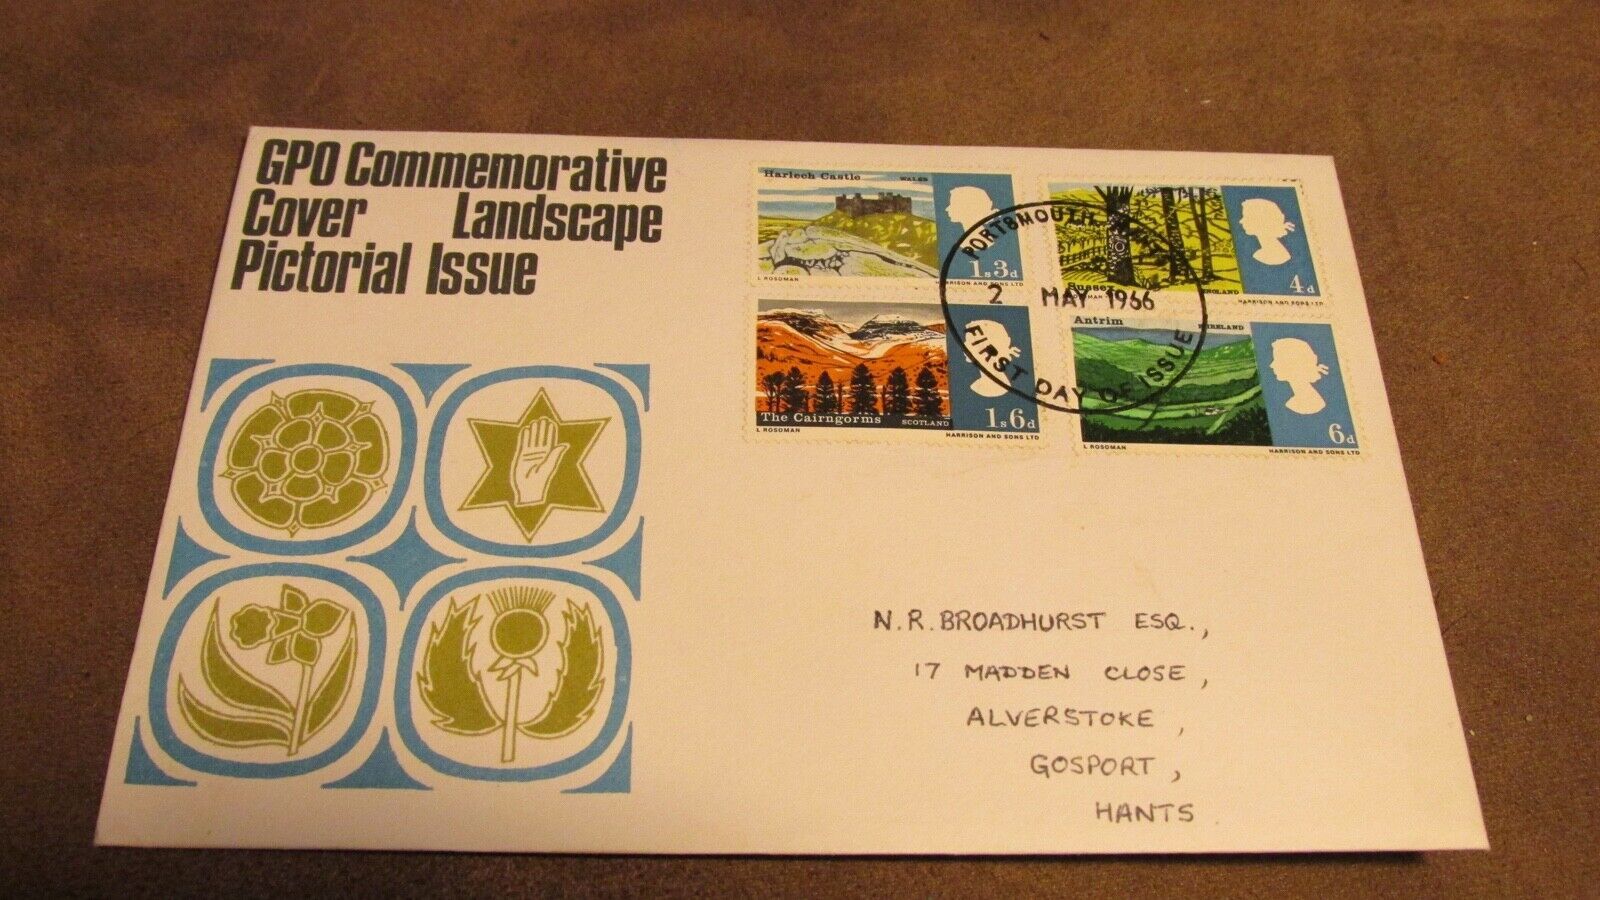 GPO Commemorative
Cover Landscape
Pictorial Issue
Harlech Castle WALES
1s3d
L ROSOMAN HARRISON AND SONS LTD
Sussex ENGLAND
4d
ROSOMAN HARRISON AND SONS LTD
The Cairngorms SCOTLAND
1s6d
L ROSOMAN HARRISON AND SONS LTD
Antrim IRELAND
6d
L ROSOMAN HARRISON AND SONS LTD
PORTSMOUTH
2 MAY 1966
FIRST DAY OF ISSUE
N.R. BROADHURST ESQ.,
17 MADDEN CLOSE,
ALVERSTOKE,
GOSPORT,
HANTS